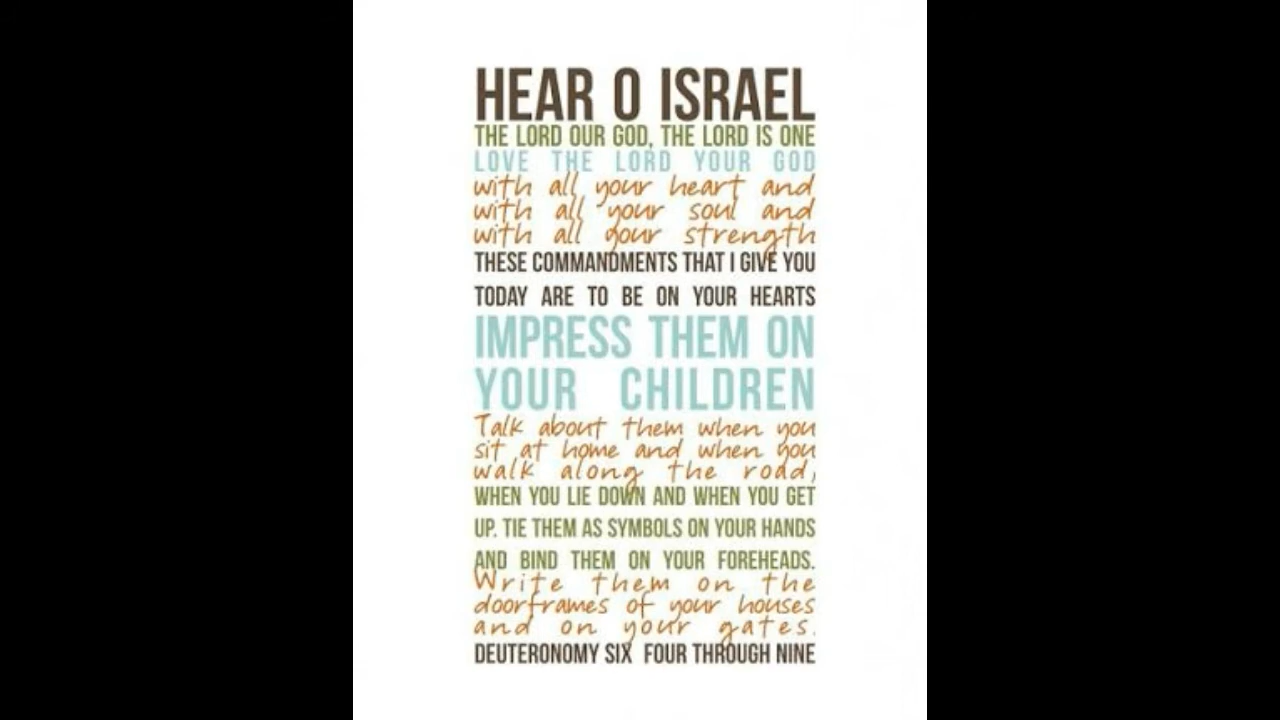 HEAR O ISRAEL
THE LORD OUR GOD, THE LORD IS ONE
LOVE THE LORD YOUR GOD
with all your heart and
with all your soul and
with all your strength
THESE COMMANDMENTS THAT I GIVE YOU
TODAY ARE TO BE ON YOUR HEARTS
IMPRESS THEM ON
YOUR CHILDREN
Talk about them when you
sit at home and when you
walk along the road,
WHEN YOU LIE DOWN AND WHEN YOU GET
UP. TIE THEM AS SYMBOLS ON YOUR HANDS
AND BIND THEM ON YOUR FOREHEADS.
Write them on the
doorframes of your houses
and on your gates.
DEUTERONOMY SIX FOUR THROUGH NINE